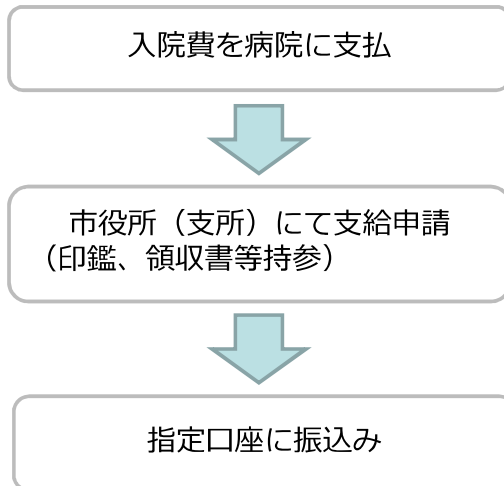 入院費を病院に支払
市役所（支所）にて支給申請
（印鑑、領収書等持参）
指定口座に振込み